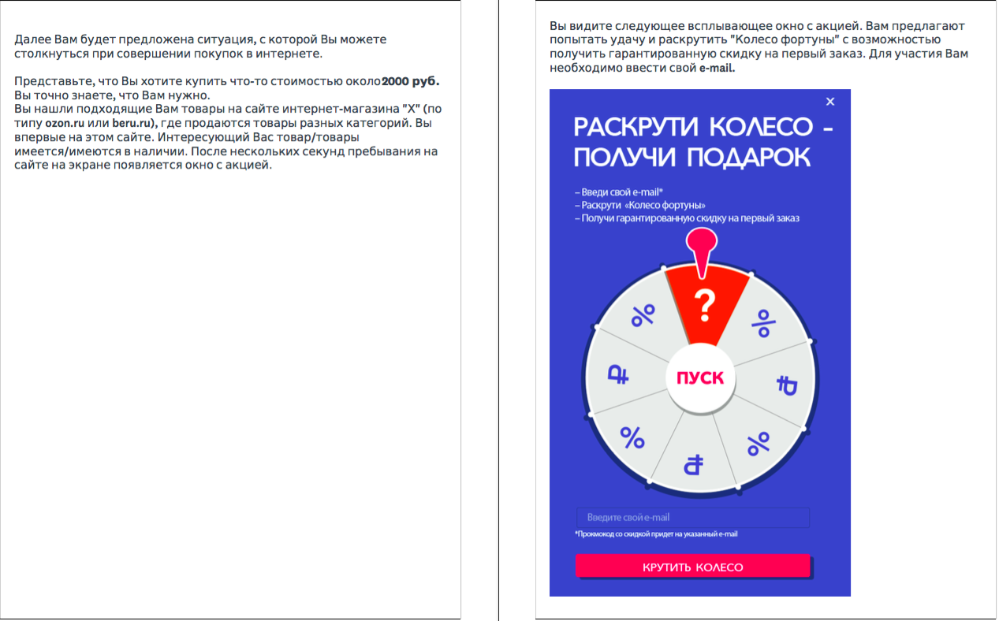 Далее Вам будет предложена ситуация, с которой Вы можете
столкнуться при совершении покупок в интернете.
Представьте, что Вы хотите купить что-то стоимостью около 2000 руб.
Вы точно знаете, что Вам нужно.
Вы нашли подходящие Вам товары на сайте интернет-магазина "X" (по
типу ozon.ru или beru.ru), где продаются товары разных категорий. Вы
впервые на этом сайте. Интересующий Вас товар/товары
имеется/имеются в наличии. После нескольких секунд пребывания на
сайте на экране появляется окно с акцией.
Вы видите следующее всплывающее окно с акцией. Вам предлагают
попытать удачу и раскрутить "Колесо фортуны" с возможностью
получить гарантированную скидку на первый заказ. Для участия Вам
необходимо ввести свой e-mail.
X
РАСКРУТИ КОЛЕСО –
ПОЛУЧИ ПОДАРОК
– Введи свой e-mail*
– Раскрути «Колесо фортуны»
– Получи гарантированную скидку на первый заказ
?
%
%
₽
₽
ПУСК
%
%
₽
Введите свой e-mail
*Прокмокод со скидкой придет на указанный e-mail
КРУТИТЬ КОЛЕСО